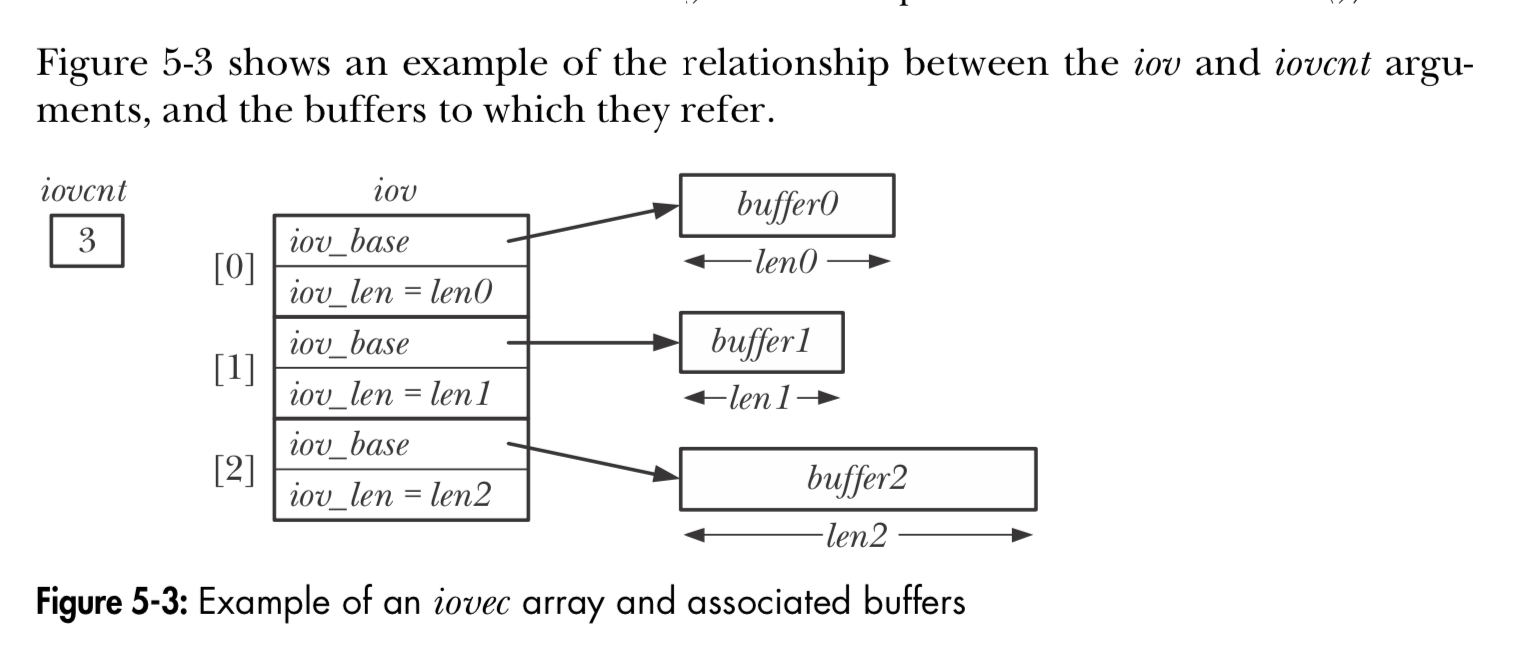 Figure 5-3 shows an example of the relationship between the iov and iovcnt argu-
ments, and the buffers to which they refer.
iovcnt
3
iov
[0]
iov_base
iov_len = len0
[1]
iov_base
iov_len = len1
[2]
iov_base
iov_len = len2
buffer0
len0
buffer1
len1
buffer2
len2
Figure 5-3: Example of an iovec array and associated buffers